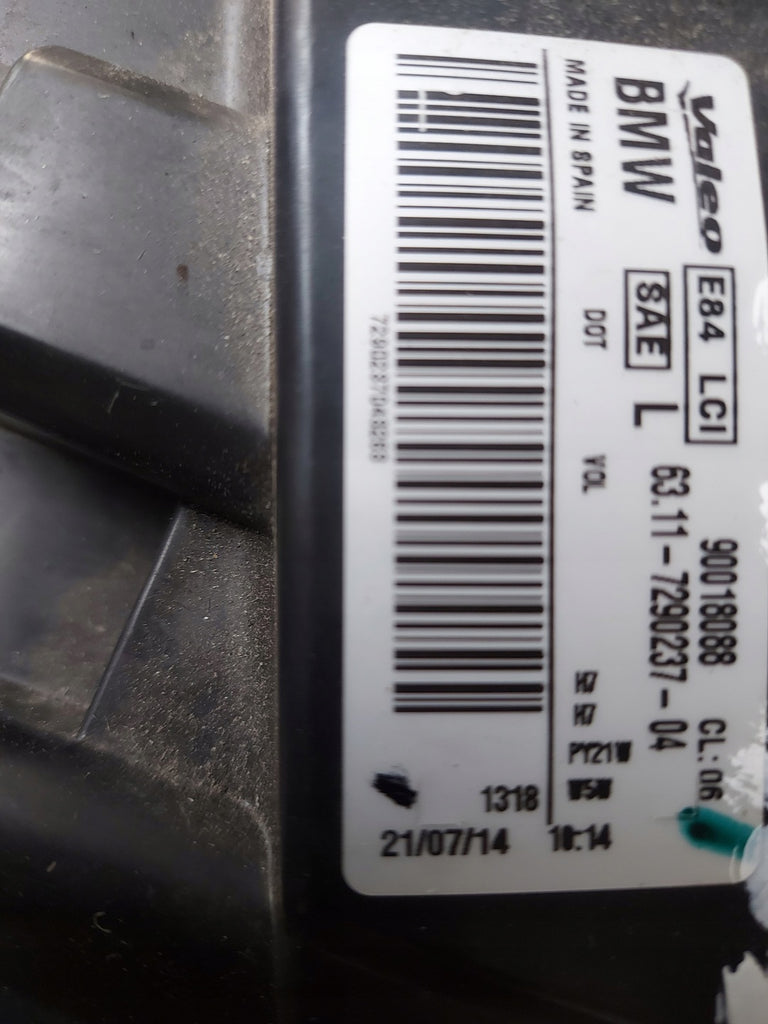 Valeo E84 LCI 90018088 CL:06
BMW SAE L 63.11-7290237-04
MADE IN SPAIN DOT VOL H7 H7 PY21W W5W 10:14
1318
21/07/14